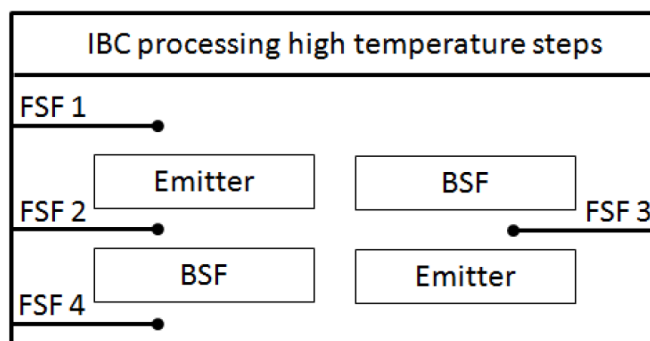 IBC processing high temperature steps
FSF 1
Emitter
BSF
FSF 2
FSF 3
BSF
Emitter
FSF 4